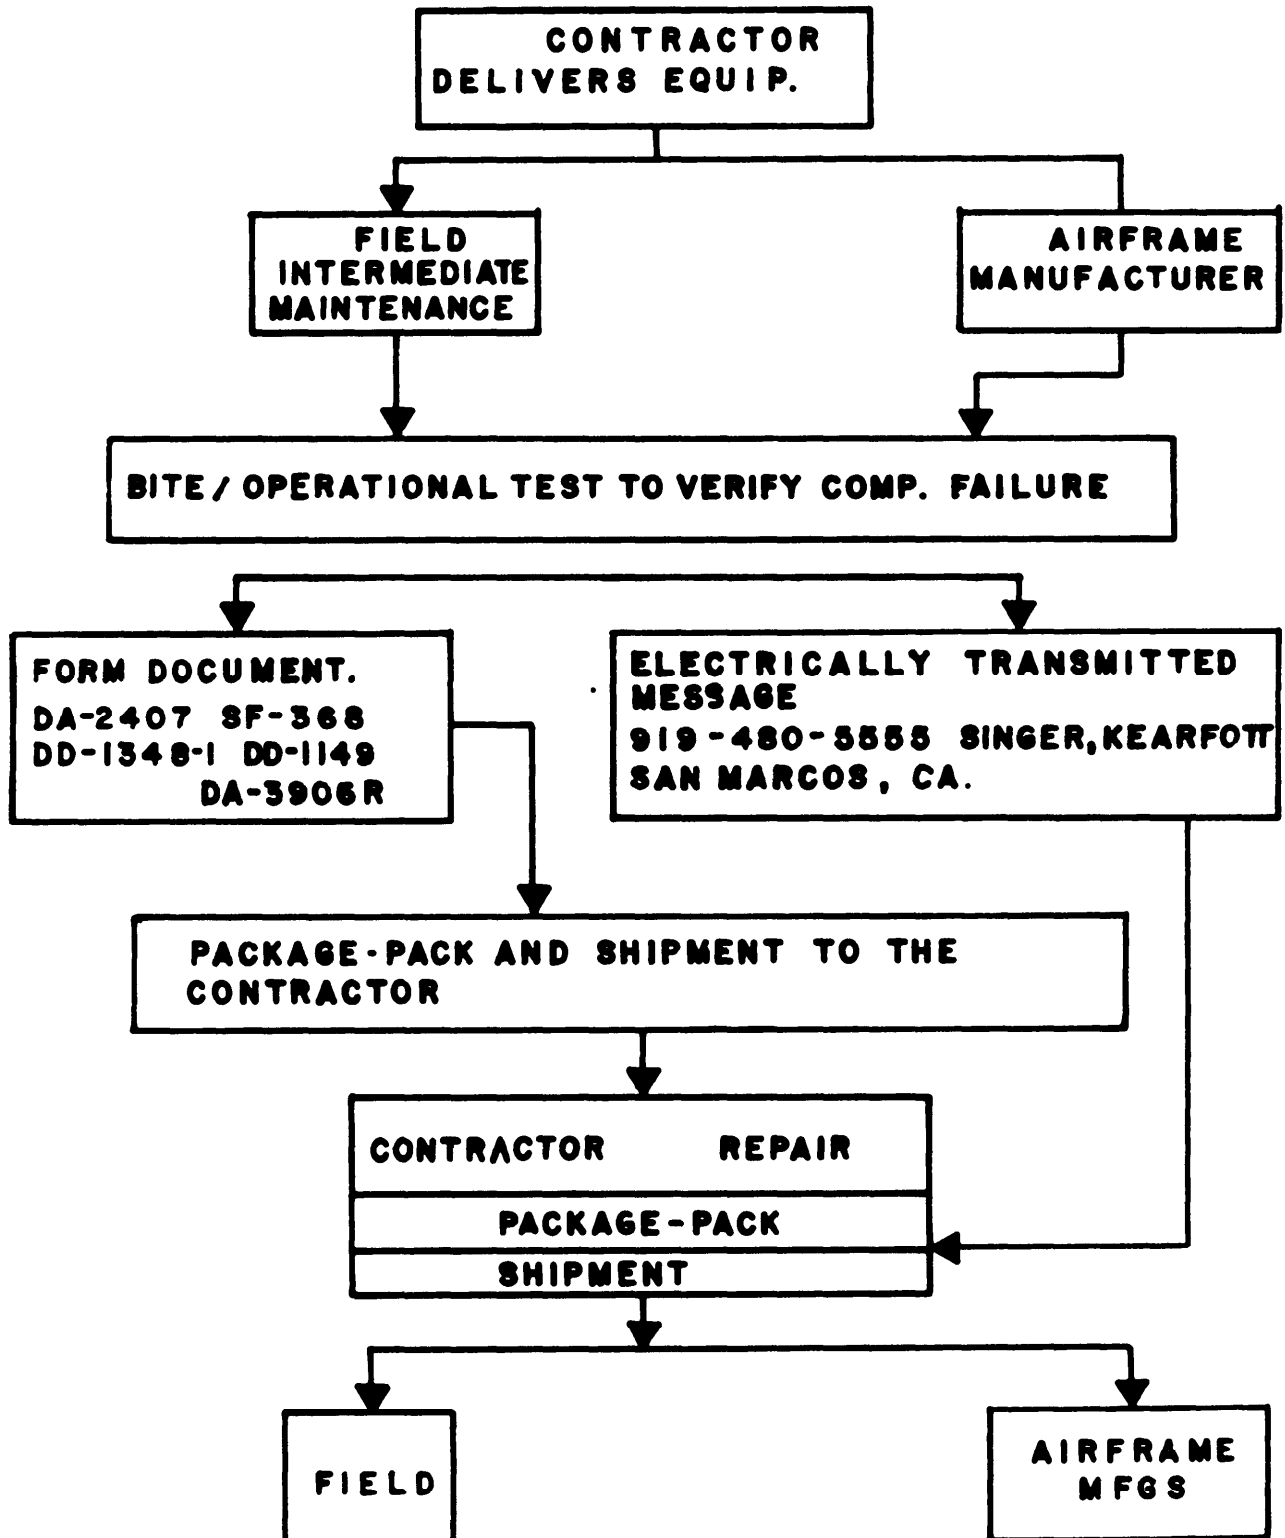 CONTRACTOR
DELIVERS EQUIP.
FIELD
INTERMEDIATE
MAINTENANCE
AIRFRAME
MANUFACTURER
BITE/OPERATIONAL TEST TO VERIFY COMP. FAILURE
FORM DOCUMENT.
DA-2407 SF-368
DD-1348-1 DD-1149
DA-3906R
ELECTRICALLY TRANSMITTED
MESSAGE
919-480-5555 SINGER, KEARFOTT
SAN MARCOS, CA.
PACKAGE-PACK AND SHIPMENT TO THE
CONTRACTOR
CONTRACTOR REPAIR
PACKAGE-PACK
SHIPMENT
FIELD
AIRFRAME
MFGS